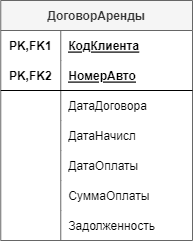 ДоговорАренды
PK,FK1 КодКлиента
PK,FK2 НомерАвто
ДатаДоговора
ДатаНачисл
ДатаОплаты
СуммаОплаты
Задолженность